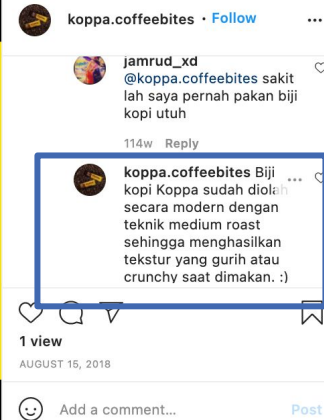 koppa.coffeebites • Follow
jamrud_xd
@koppa.coffeebites sakit
lah saya pernah pakan biji
kopi utuh
114w Reply
koppa.coffeebites Biji
kopi Koppa sudah diolah
secara modern dengan
teknik medium roast
sehingga menghasilkan
tekstur yang gurih atau
crunchy saat dimakan. :)
1 view
AUGUST 15, 2018
Add a comment... Post